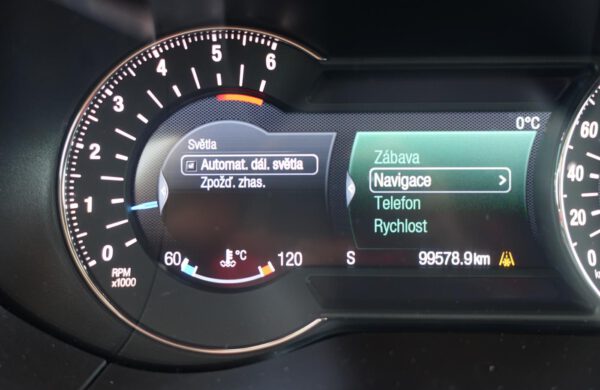 6
5
4
3
2
1
0
RPM
x1000
Světla
Automat. dál. světla
Zpožď. zhas.
60
°C
120
0°C
Zábava
Navigace >
Telefon
Rychlost
S
99578.9km
60
40
20
0